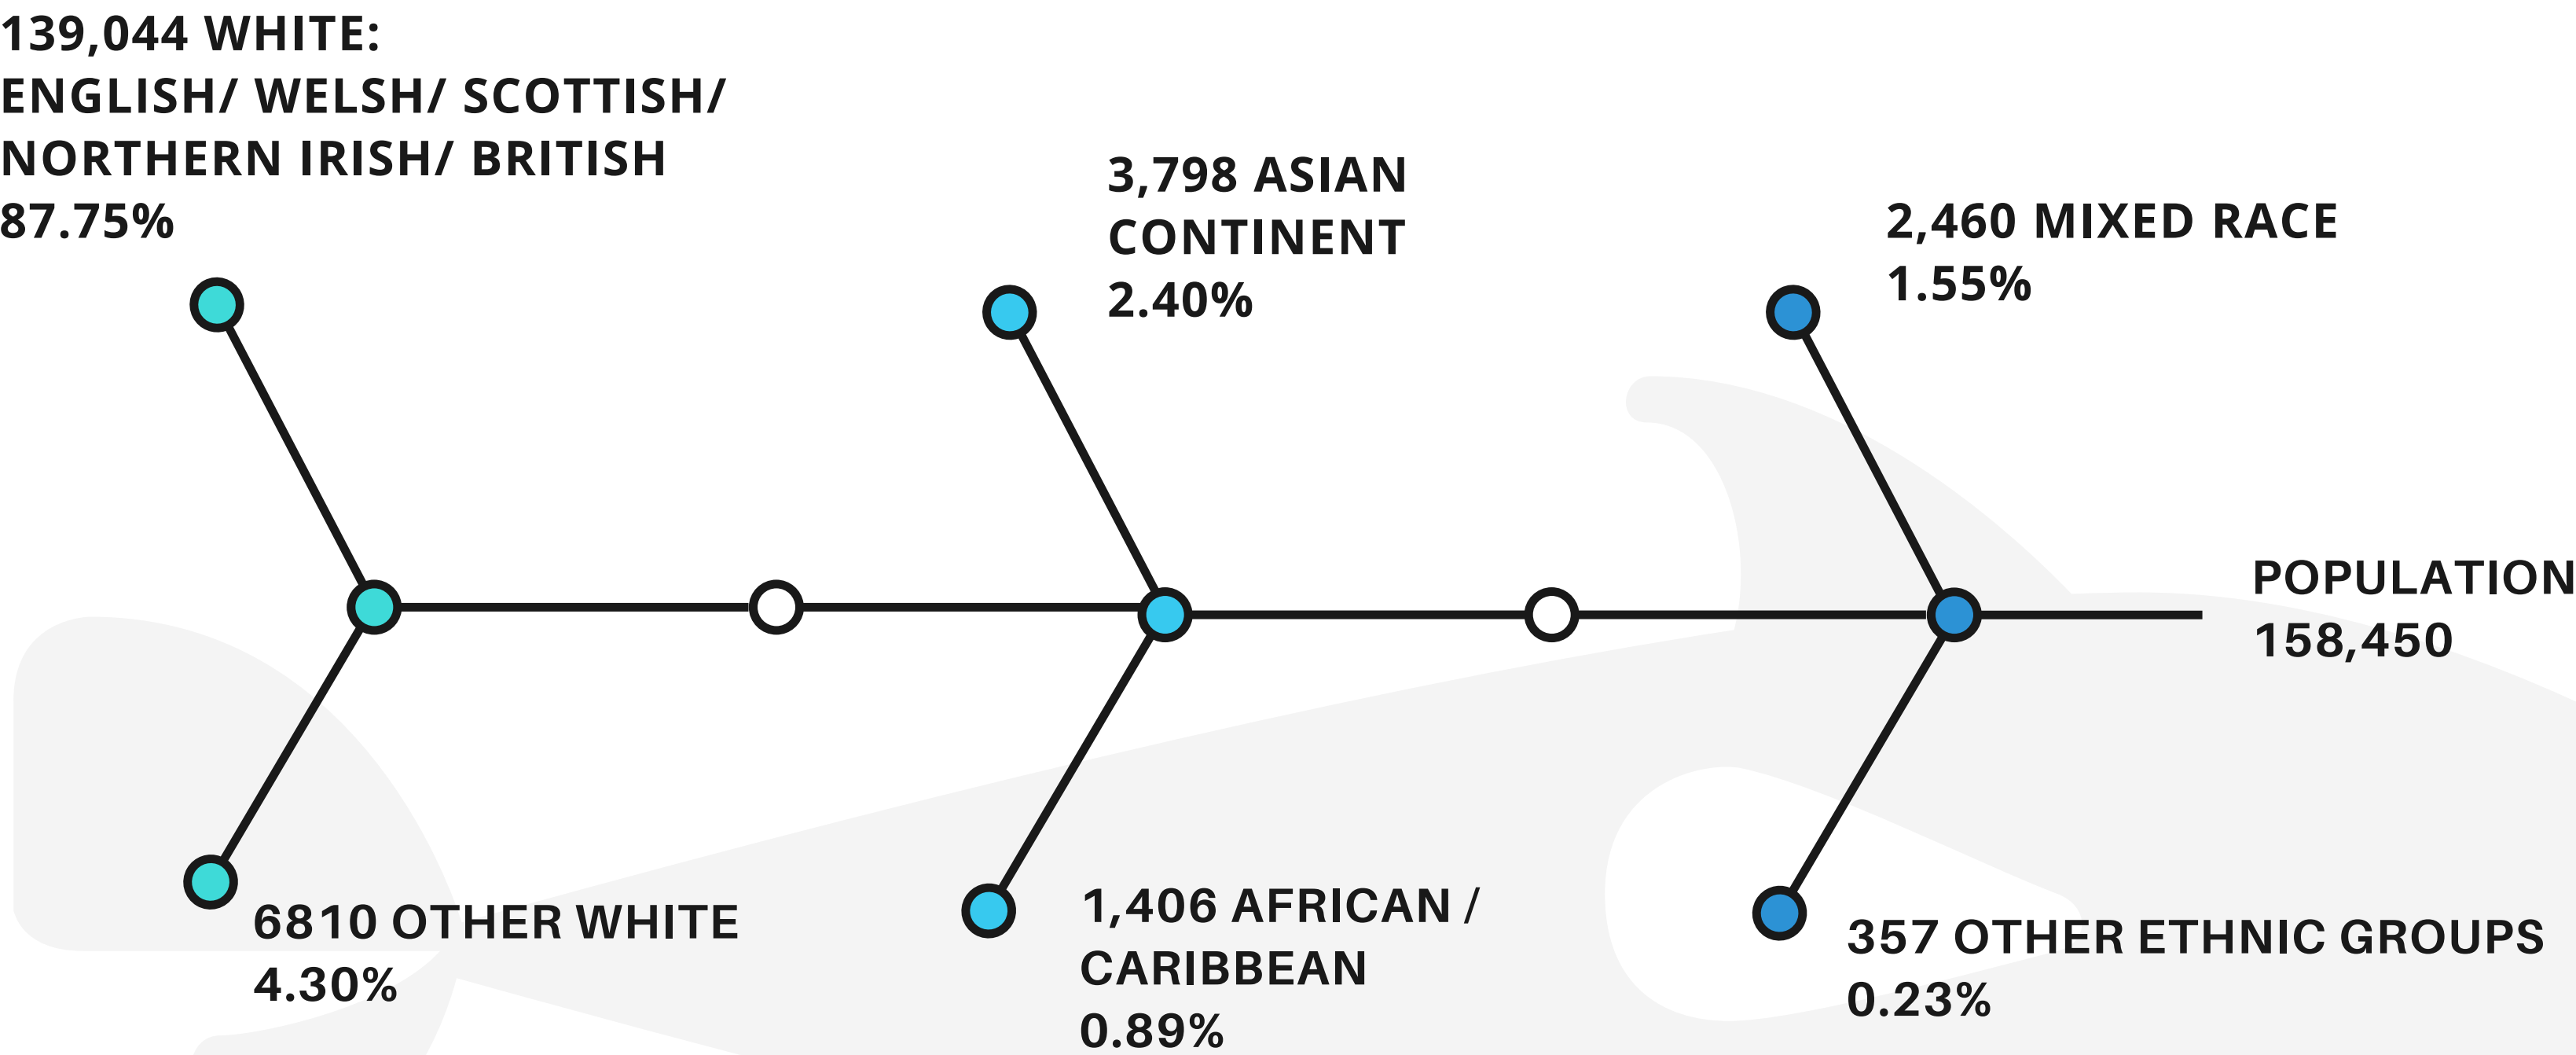 139,044 WHITE:
ENGLISH/ WELSH/ SCOTTISH/
NORTHERN IRISH/ BRITISH
87.75%
3,798 ASIAN
CONTINENT
2.40%
2,460 MIXED RACE
1.55%
POPULATION
158,450
6810 OTHER WHITE
4.30%
1,406 AFRICAN /
CARIBBEAN
0.89%
357 OTHER ETHNIC GROUPS
0.23%